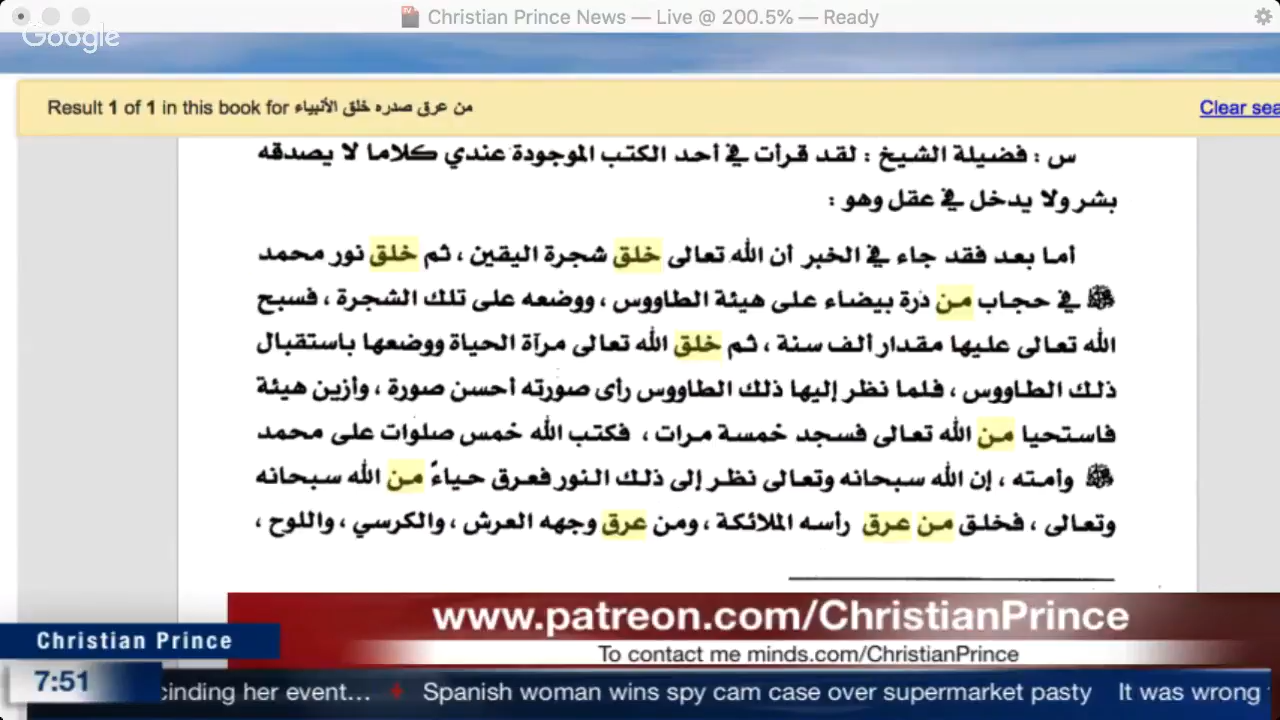 Christian Prince News — Live @ 200.5% — Ready
Google
Result 1 of 1 in this book for من عرق صدره خلق الأنبياء
Clear sea
س : فضيلة الشيخ : لقد قرأت في أحد الكتب الموجودة عندي كلاما لا يصدقه
بشر ولا يدخل في عقل وهو :
أما بعد فقد جاء في الخبر أن الله تعالى خلق شجرة اليقين ، ثم خلق نور محمد
ﷺ في حجاب من درة بيضاء على هيئة الطاووس ، ووضعه على تلك الشجرة ، فسبح
الله تعالى عليها مقدار ألف سنة ، ثم خلق الله تعالى مرآة الحياة ووضعها باستقبال
ذلك الطاووس ، فلما نظر إليها ذلك الطاووس رأى صورته أحسن صورة ، وأزين هيئة
فاستحيا من الله تعالى فسجد خمسة مرات ، فكتب الله خمس صلوات على محمد
ﷺ وأمته ، إن الله سبحانه وتعالى نظر إلى ذلك النور فعرق حياءً من الله سبحانه
وتعالى ، فخلق من عرق رأسه الملائكة ، ومن عرق وجهه العرش ، والكرسي ، واللوح ،
www.patreon.com/ChristianPrince
Christian Prince
To contact me minds.com/ChristianPrince
7:51
cinding her event... ♦ Spanish woman wins spy cam case over supermarket pasty It was wrong